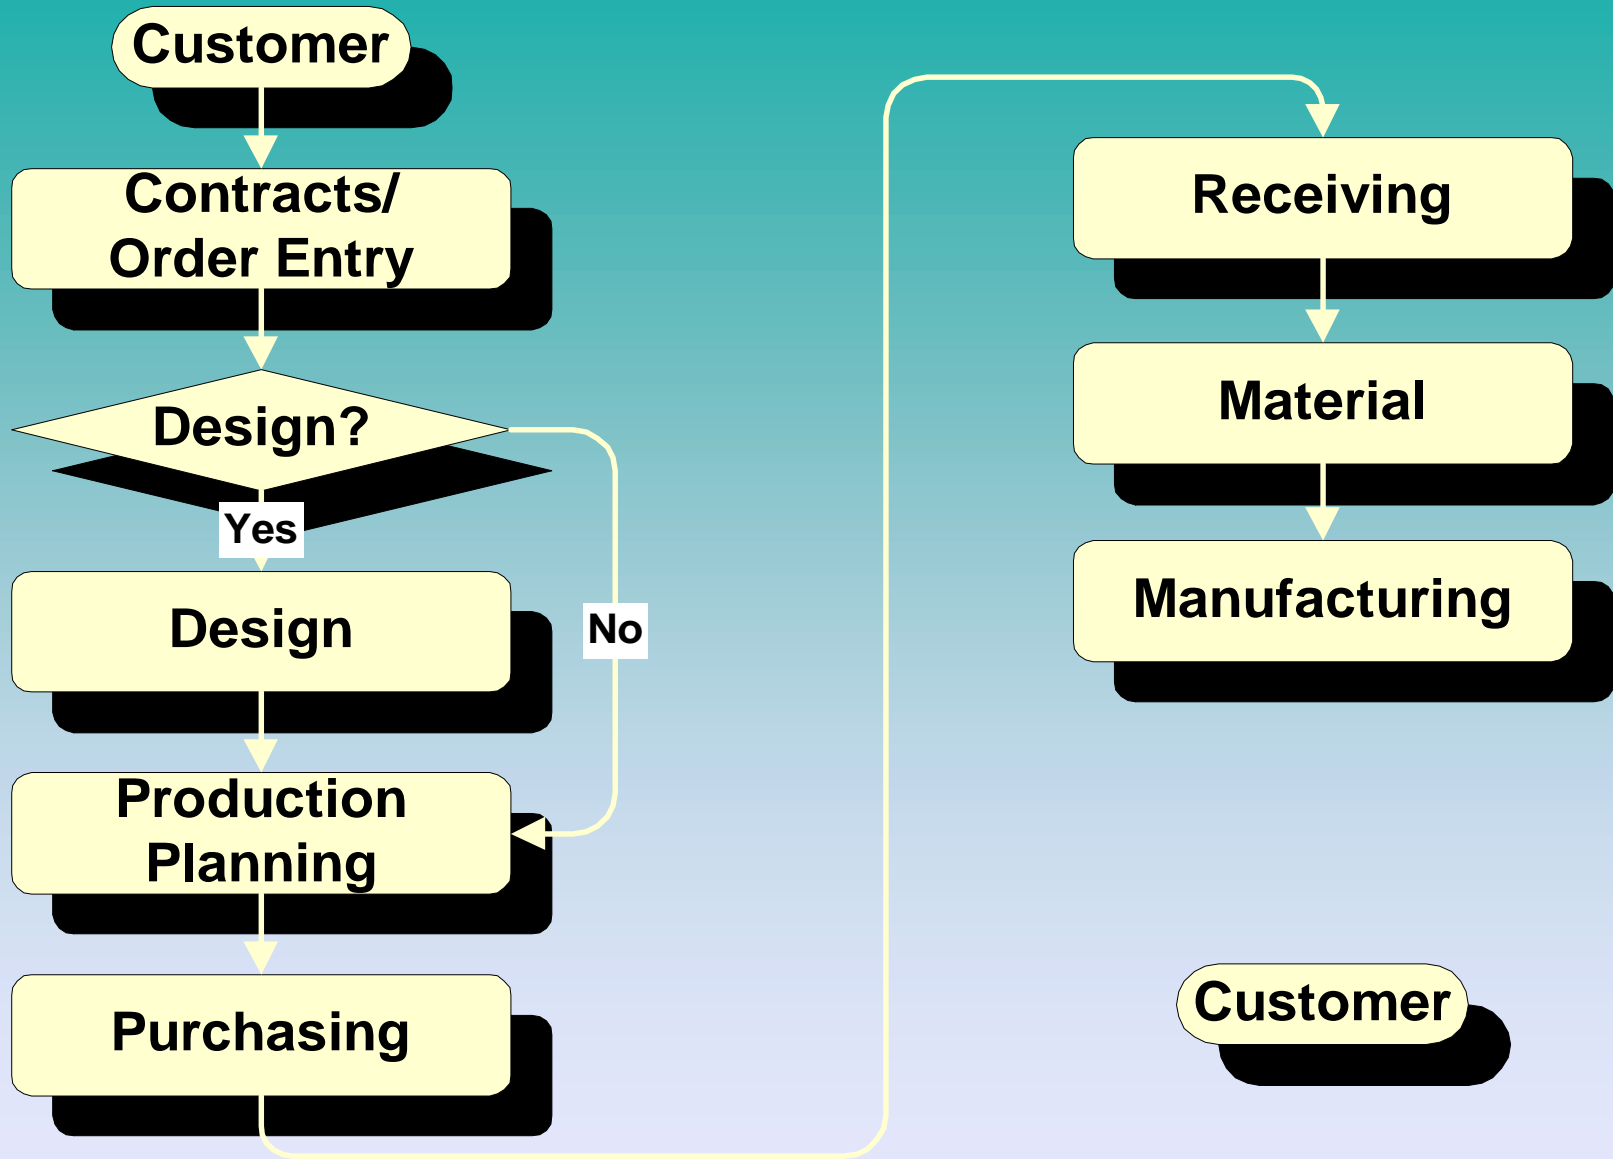 Customer
Contracts/
Order Entry
Design?
Yes
No
Design
Production
Planning
Purchasing
Receiving
Material
Manufacturing
Customer